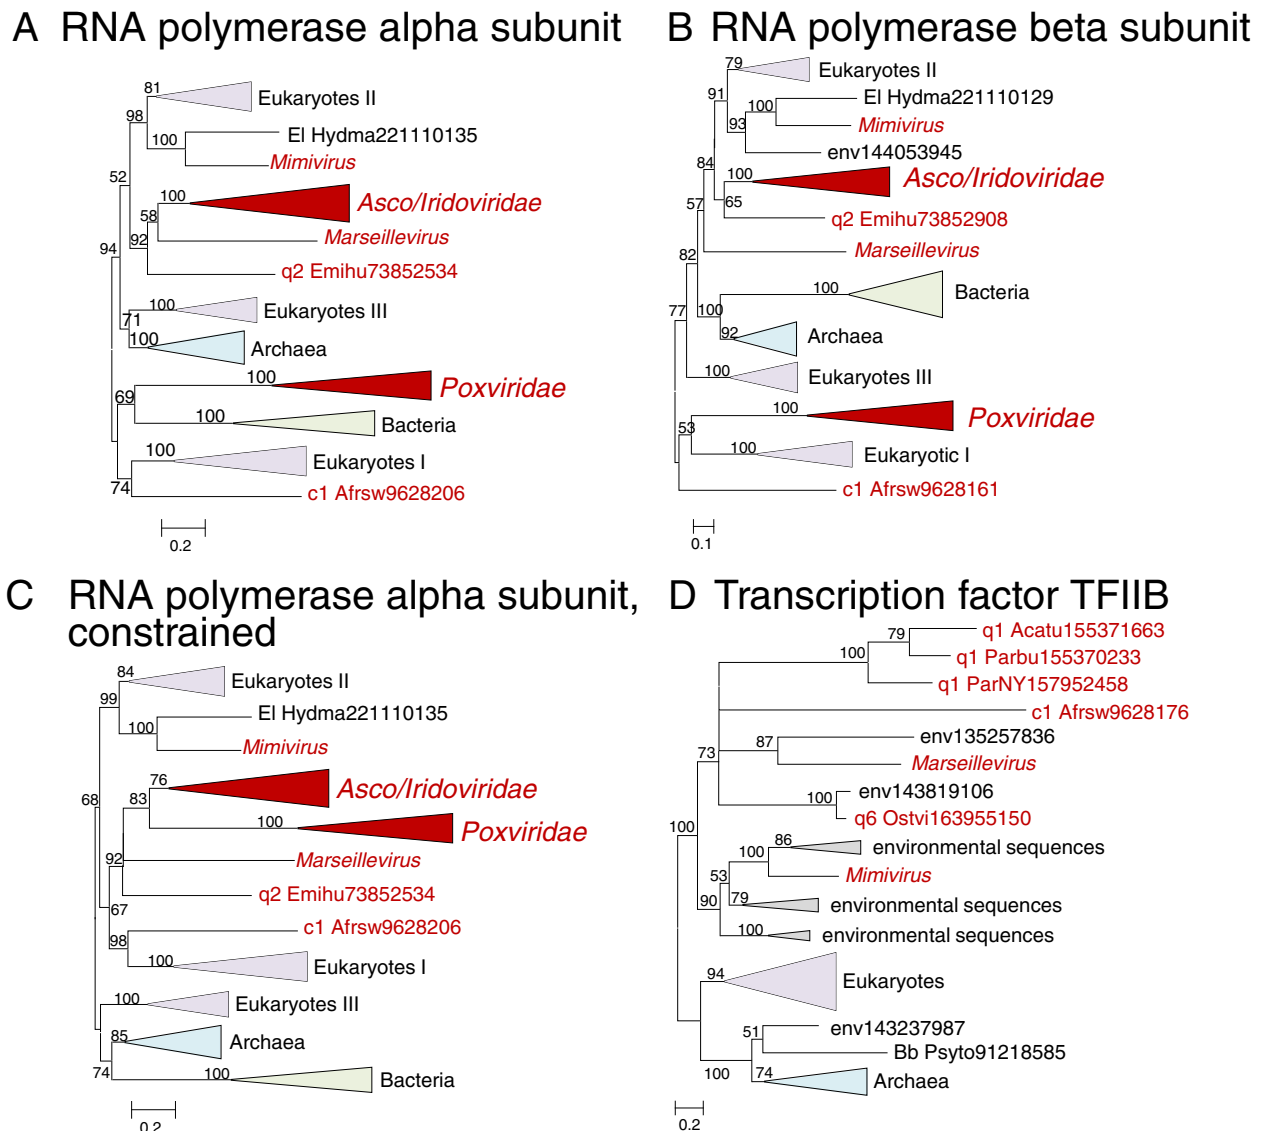 A RNA polymerase alpha subunit
81
Eukaryotes II
98
100
El Hydma221110135
Mimivirus
52
100
Asco/Iridoviridae
58
92
Marseillevirus
q2 Emihu73852534
94
100
Eukaryotes III
71
100
Archaea
100
Poxviridae
69
100
Bacteria
100
Eukaryotes I
74
c1 Afrsw9628206
0.2
B RNA polymerase beta subunit
79
Eukaryotes II
91
100
El Hydma221110129
93
Mimivirus
env144053945
84
100
Asco/Iridoviridae
65
57
q2 Emihu73852908
Marseillevirus
82
100
Bacteria
77
100
92
Archaea
100
Eukaryotes III
100
Poxviridae
53
100
Eukaryotic I
c1 Afrsw9628161
0.1
C RNA polymerase alpha subunit,
constrained
84
Eukaryotes II
99
100
El Hydma221110135
Mimivirus
68
76
Asco/Iridoviridae
83
100
Poxviridae
92
Marseillevirus
q2 Emihu73852534
67
c1 Afrsw9628206
98
100
Eukaryotes I
100
Eukaryotes III
85
Archaea
74
100
Bacteria
0.2
D Transcription factor TFIIB
79
q1 Acatu155371663
100
q1 Parbu155370233
q1 ParNY157952458
c1 Afrsw9628176
73
87
env135257836
Marseillevirus
100
env143819106
q6 Ostvi163955150
100
86
environmental sequences
100
Mimivirus
53
90
79
environmental sequences
100
environmental sequences
94
Eukaryotes
51
env143237987
Bb Psyto91218585
100
74
Archaea
0.2